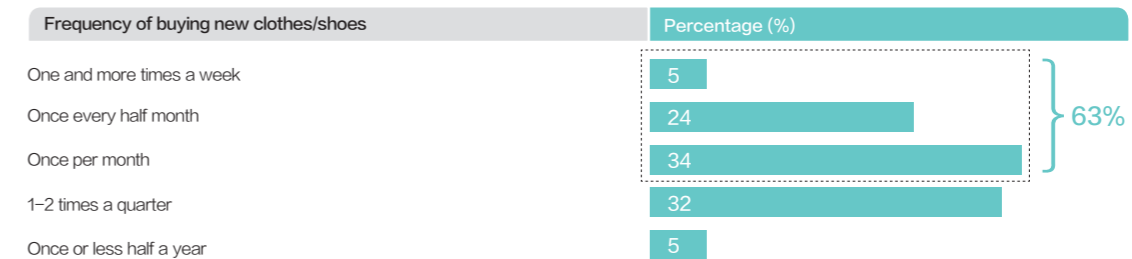 Frequency of buying new clothes/shoes Percentage (%)
One and more times a week 5
Once every half month 24
Once per month 34
63%
1-2 times a quarter 32
Once or less half a year 5